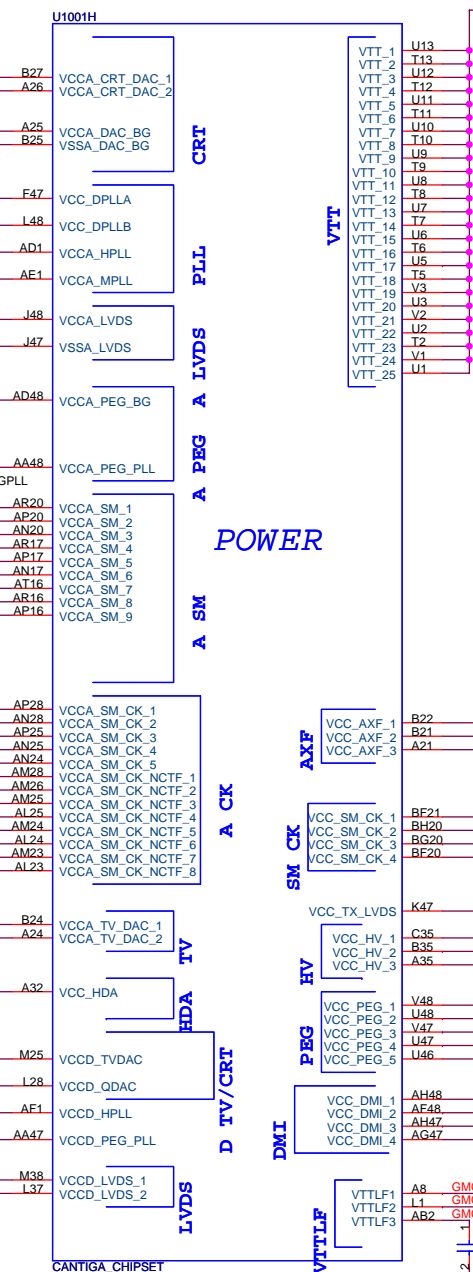 U1001H
B27 VCCA_CRT_DAC_1
A26 VCCA_CRT_DAC_2
A25 VCCA_DAC_BG
B25 VSSA_DAC_BG
CRT
F47 VCC_DPLLA
L48 VCC_DPLLB
AD1 VCCA_HPLL
AE1 VCCA_MPLL
PLL
J48 VCCA_LVDS
J47 VSSA_LVDS
A LVDS
AD48 VCCA_PEG_BG
AA48 VCCA_PEG_PLL
GPLL
A PEG
AR20 VCCA_SM_1
AP20 VCCA_SM_2
AN20 VCCA_SM_3
AR17 VCCA_SM_4
AP17 VCCA_SM_5
AN17 VCCA_SM_6
AT16 VCCA_SM_7
AR16 VCCA_SM_8
AP16 VCCA_SM_9
A SM
POWER
AP28 VCCA_SM_CK_1
AN28 VCCA_SM_CK_2
AP25 VCCA_SM_CK_3
AN25 VCCA_SM_CK_4
AN24 VCCA_SM_CK_5
AM28 VCCA_SM_CK_NCTF_1
AM26 VCCA_SM_CK_NCTF_2
AM25 VCCA_SM_CK_NCTF_3
AL25 VCCA_SM_CK_NCTF_4
AM24 VCCA_SM_CK_NCTF_5
AL24 VCCA_SM_CK_NCTF_6
AM23 VCCA_SM_CK_NCTF_7
AL23 VCCA_SM_CK_NCTF_8
A CK
B24 VCCA_TV_DAC_1
A24 VCCA_TV_DAC_2
TV
A32 VCC_HDA
HDA
M25 VCCD_TVDAC
L28 VCCD_QDAC
AF1 VCCD_HPLL
AA47 VCCD_PEG_PLL
D TV/CRT
M38 VCCD_LVDS_1
L37 VCCD_LVDS_2
LVDS
VTT
VTT_1 U13
VTT_2 T13
VTT_3 U12
VTT_4 T12
VTT_5 U11
VTT_6 T11
VTT_7 U10
VTT_8 T10
VTT_9 U9
VTT_10 T9
VTT_11 U8
VTT_12 T8
VTT_13 U7
VTT_14 T7
VTT_15 U6
VTT_16 T6
VTT_17 U5
VTT_18 T5
VTT_19 V3
VTT_20 U3
VTT_21 V2
VTT_22 U2
VTT_23 T2
VTT_24 V1
VTT_25 U1
AXF
VCC_AXF_1 B22
VCC_AXF_2 B21
VCC_AXF_3 A21
SM CK
VCC_SM_CK_1 BF21
VCC_SM_CK_2 BH20
VCC_SM_CK_3 BG20
VCC_SM_CK_4 BF20
VCC_TX_LVDS K47
HV
VCC_HV_1 C35
VCC_HV_2 B35
VCC_HV_3 A35
PEG
VCC_PEG_1 V48
VCC_PEG_2 U48
VCC_PEG_3 V47
VCC_PEG_4 U47
VCC_PEG_5 U46
DMI
VCC_DMI_1 AH48
VCC_DMI_2 AF48
VCC_DMI_3 AH47
VCC_DMI_4 AG47
VTTLF
VTTLF1 A8
VTTLF2 L1
VTTLF3 AB2
1
2
CANTIGA_CHIPSET